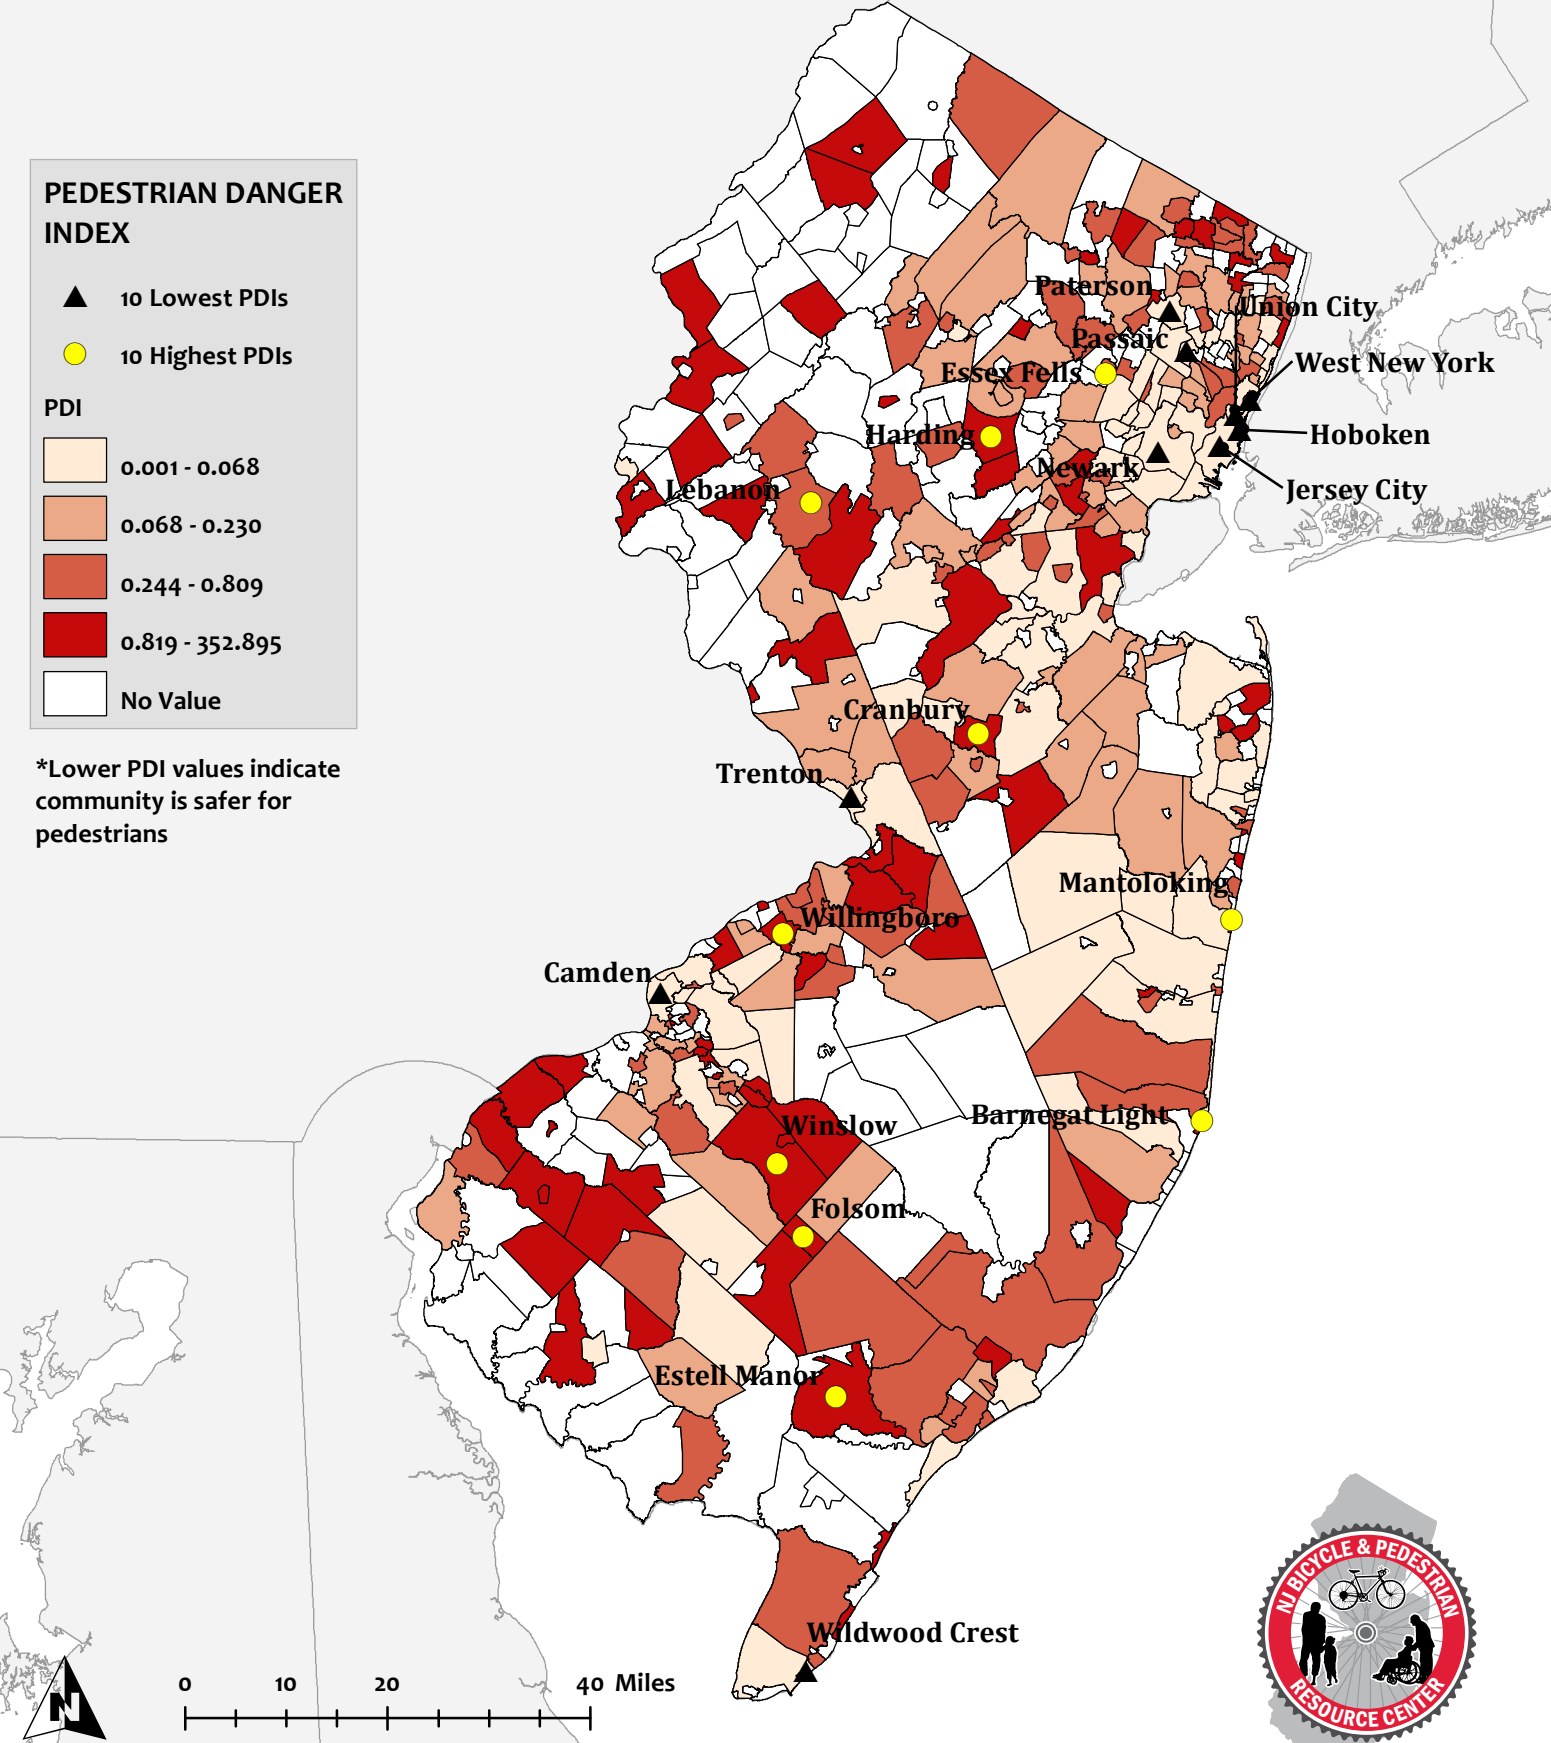 PEDESTRIAN DANGER
INDEX
10 Lowest PDIs
10 Highest PDIs
PDI
0.001 - 0.068
0.068 - 0.230
0.244 - 0.809
0.819 - 352.895
No Value
*Lower PDI values indicate
community is safer for
pedestrians
Paterson
Union City
Passaic
West New York
Essex Fells
Harding
Hoboken
Newark
Lebanon
Jersey City
Cranbury
Trenton
Mantoloking
Willingboro
Camden
Barnegat Light
Winslow
Folsom
Estell Manor
Wildwood Crest
N
0 10 20 40 Miles
NJ BICYCLE & PEDESTRIAN
RESOURCE CENTER